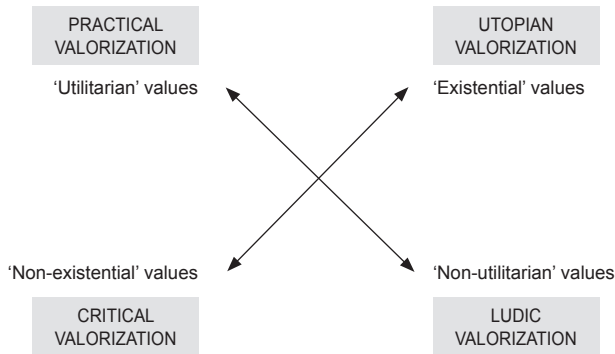 PRACTICAL
VALORIZATION
UTOPIAN
VALORIZATION
‘Utilitarian’ values
‘Existential’ values
‘Non-existential’ values
‘Non-utilitarian’ values
CRITICAL
VALORIZATION
LUDIC
VALORIZATION